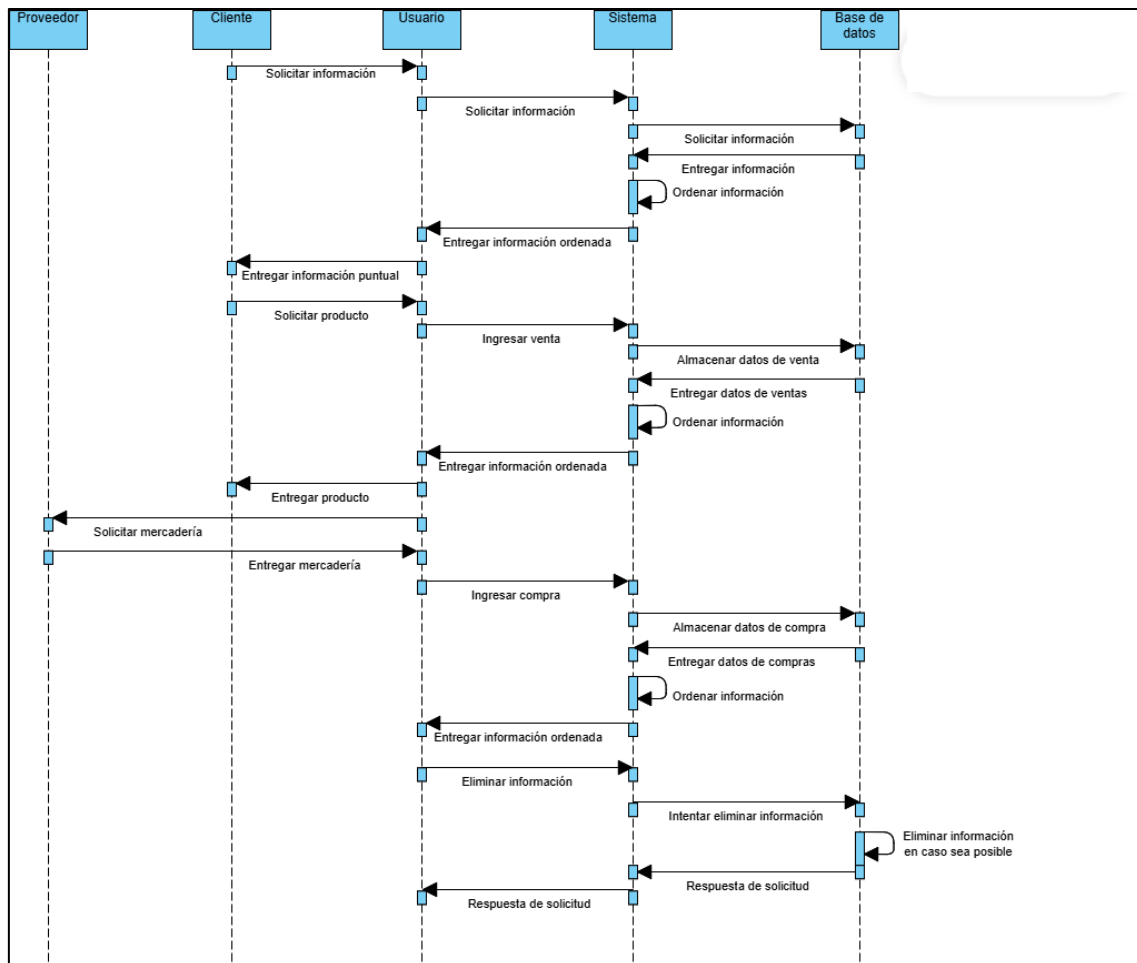 Proveedor
Cliente
Usuario
Sistema
Base de
datos
Solicitar información
Solicitar información
Solicitar información
Entregar información
Ordenar información
Entregar información ordenada
Entregar información puntual
Solicitar producto
Ingresar venta
Almacenar datos de venta
Entregar datos de ventas
Ordenar información
Entregar información ordenada
Entregar producto
Solicitar mercadería
Entregar mercadería
Ingresar compra
Almacenar datos de compra
Entregar datos de compras
Ordenar información
Entregar información ordenada
Eliminar información
Intentar eliminar información
Eliminar información
en caso sea posible
Respuesta de solicitud
Respuesta de solicitud